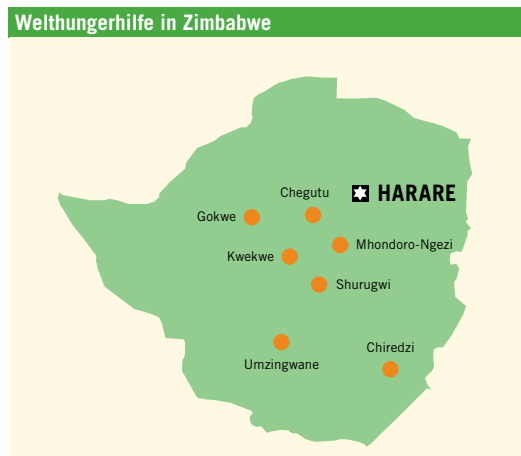 Welthungerhilfe in Zimbabwe
Chegutu
HARARE
Gokwe
Mhondoro-Ngezi
Kwekwe
Shurugwi
Chiredzi
Umzingwane